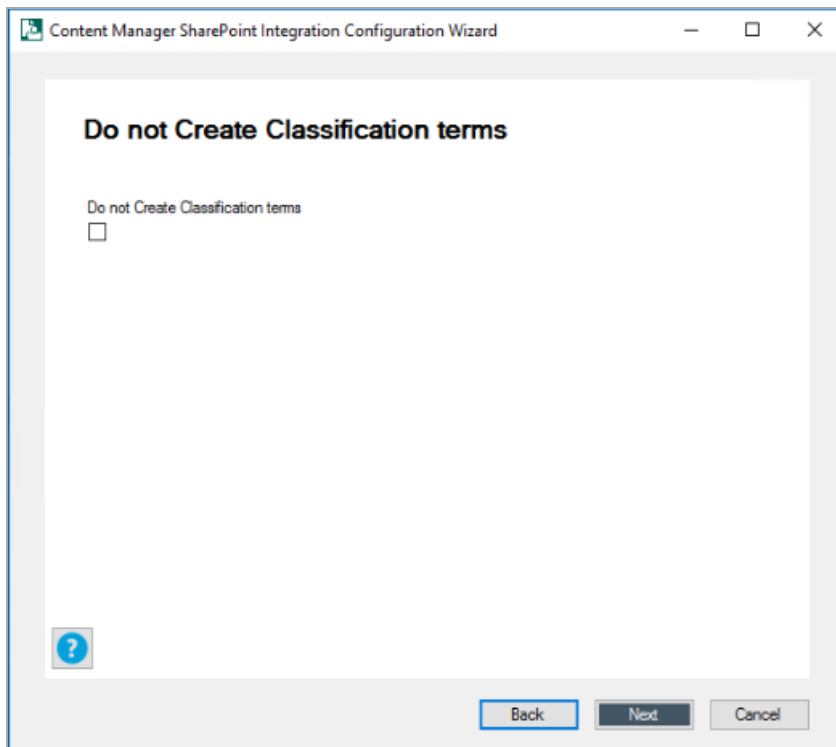 Content Manager SharePoint Integration Configuration Wizard
Do not Create Classification terms
Do not Create Classification terms
?
Back Next Cancel